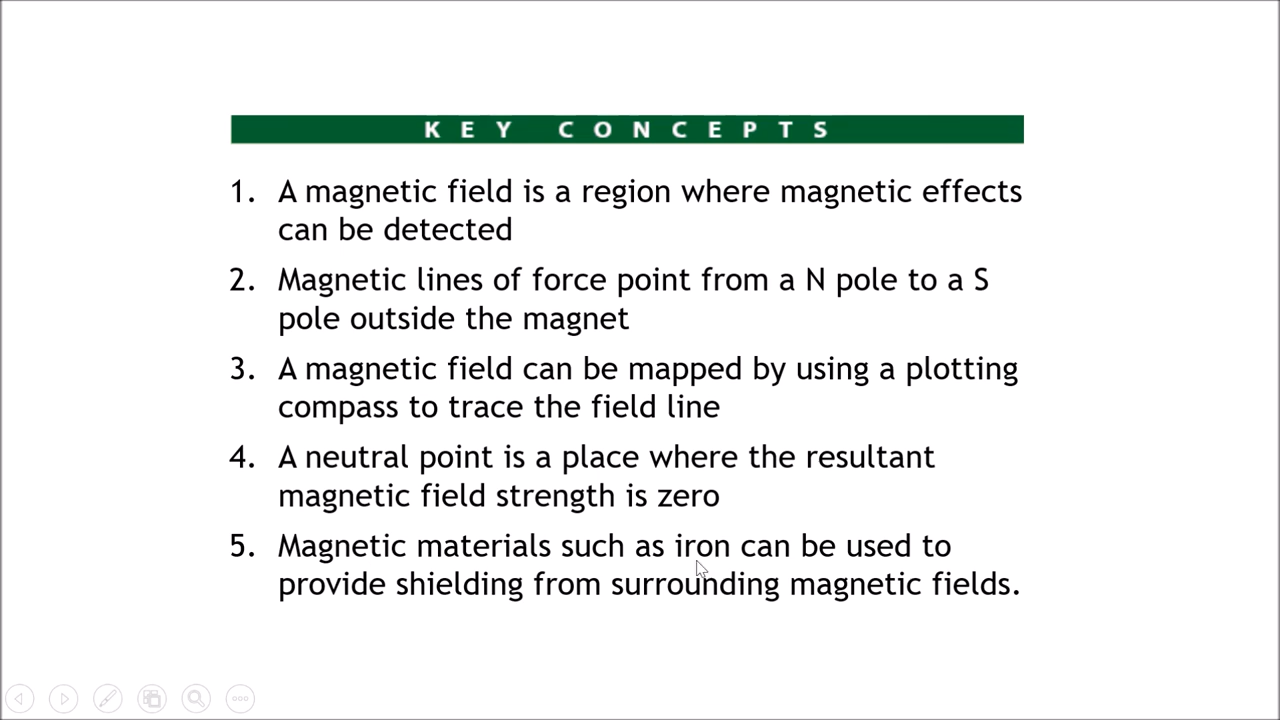 KEY CONCEPTS
1. A magnetic field is a region where magnetic effects
can be detected
2. Magnetic lines of force point from a N pole to a S
pole outside the magnet
3. A magnetic field can be mapped by using a plotting
compass to trace the field line
4. A neutral point is a place where the resultant
magnetic field strength is zero
5. Magnetic materials such as iron can be used to
provide shielding from surrounding magnetic fields.